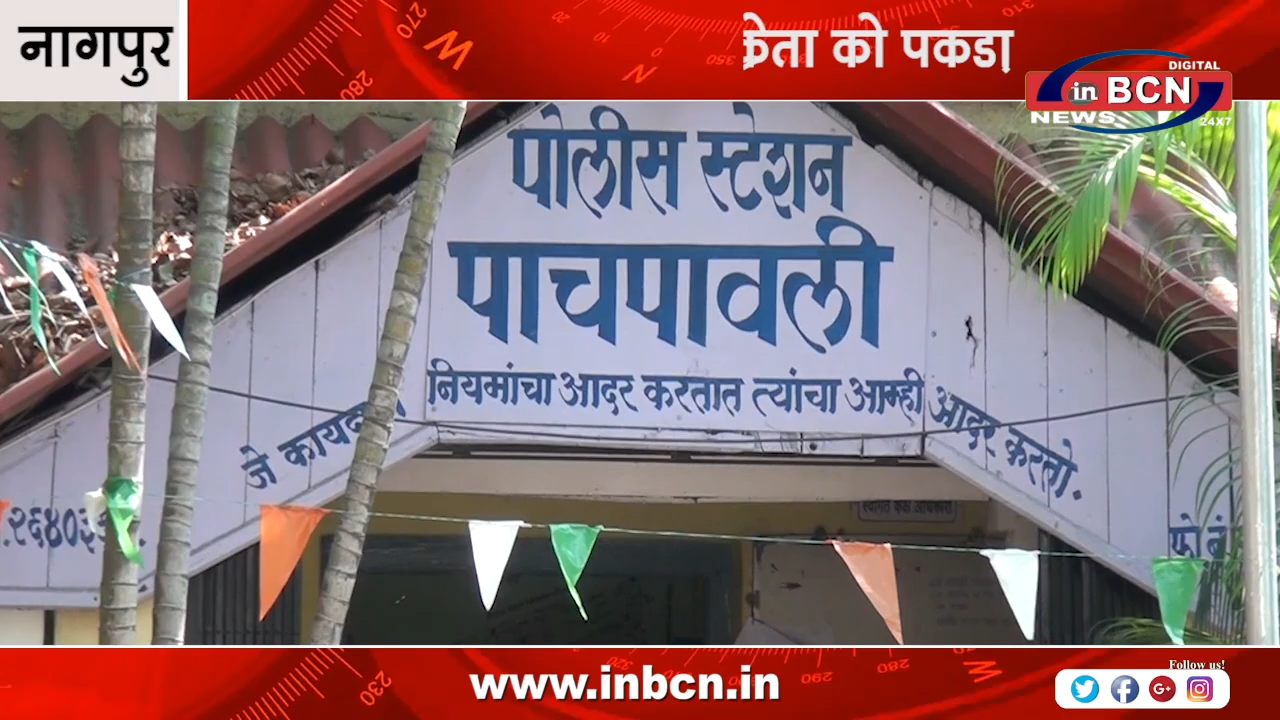 नागपुर
को पकडा़
DIGITAL
in BCN
NEWS 24X7
पोलीस स्टेशन
पाचपावली
नियमांचा आदर करतात त्यांचा आम्ही आदर करतो.
जे
फो नं
www.inbcn.in
Follow us!